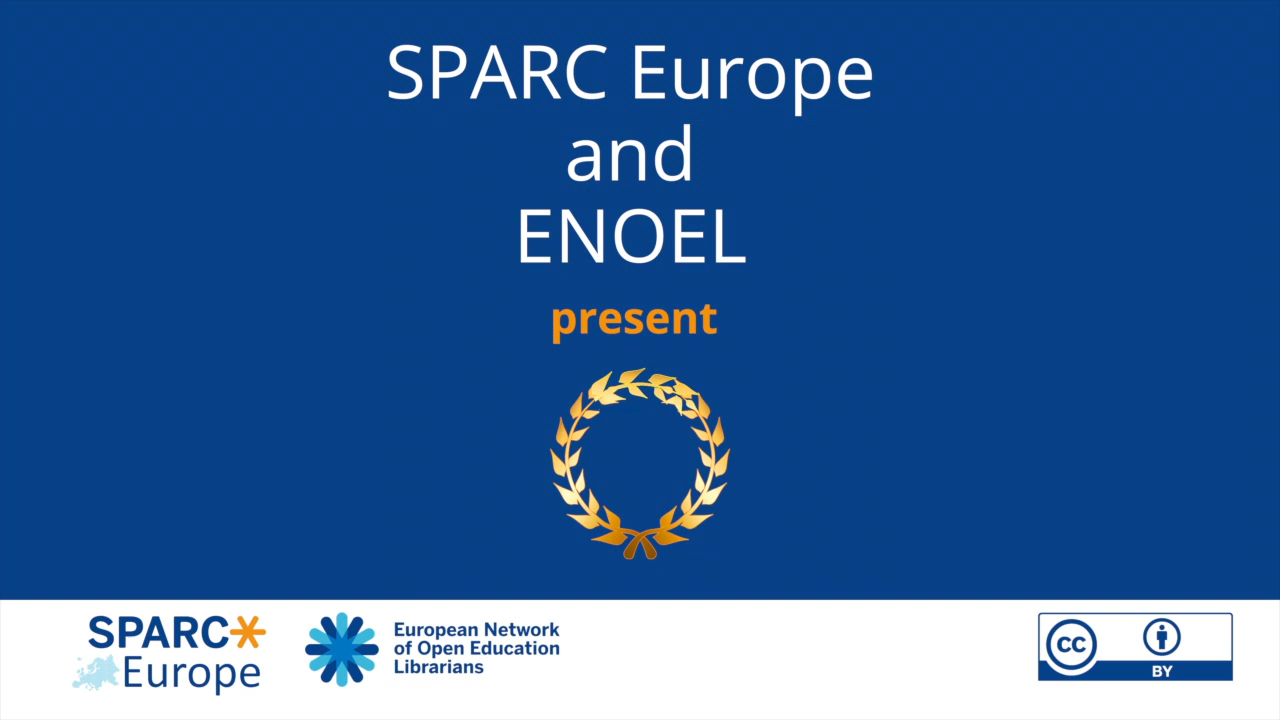 SPARC Europe
and
ENOEL
present
SPARC
Europe
European Network
of Open Education
Librarians
CC
BY